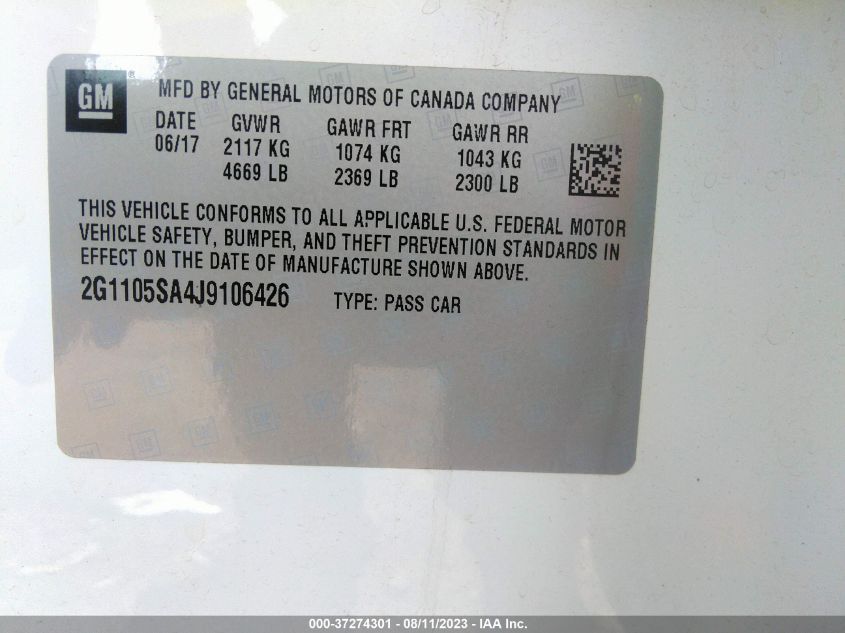 GM
MFD BY GENERAL MOTORS OF CANADA COMPANY
DATE GVWR GAWR FRT GAWR RR
06/17 2117 KG 1074 KG 1043 KG
4669 LB 2369 LB 2300 LB
THIS VEHICLE CONFORMS TO ALL APPLICABLE U.S. FEDERAL MOTOR
VEHICLE SAFETY, BUMPER, AND THEFT PREVENTION STANDARDS IN
EFFECT ON THE DATE OF MANUFACTURE SHOWN ABOVE.
2G1105SA4J9106426 TYPE: PASS CAR
000-37274301 - 08/11/2023 - IAA Inc.